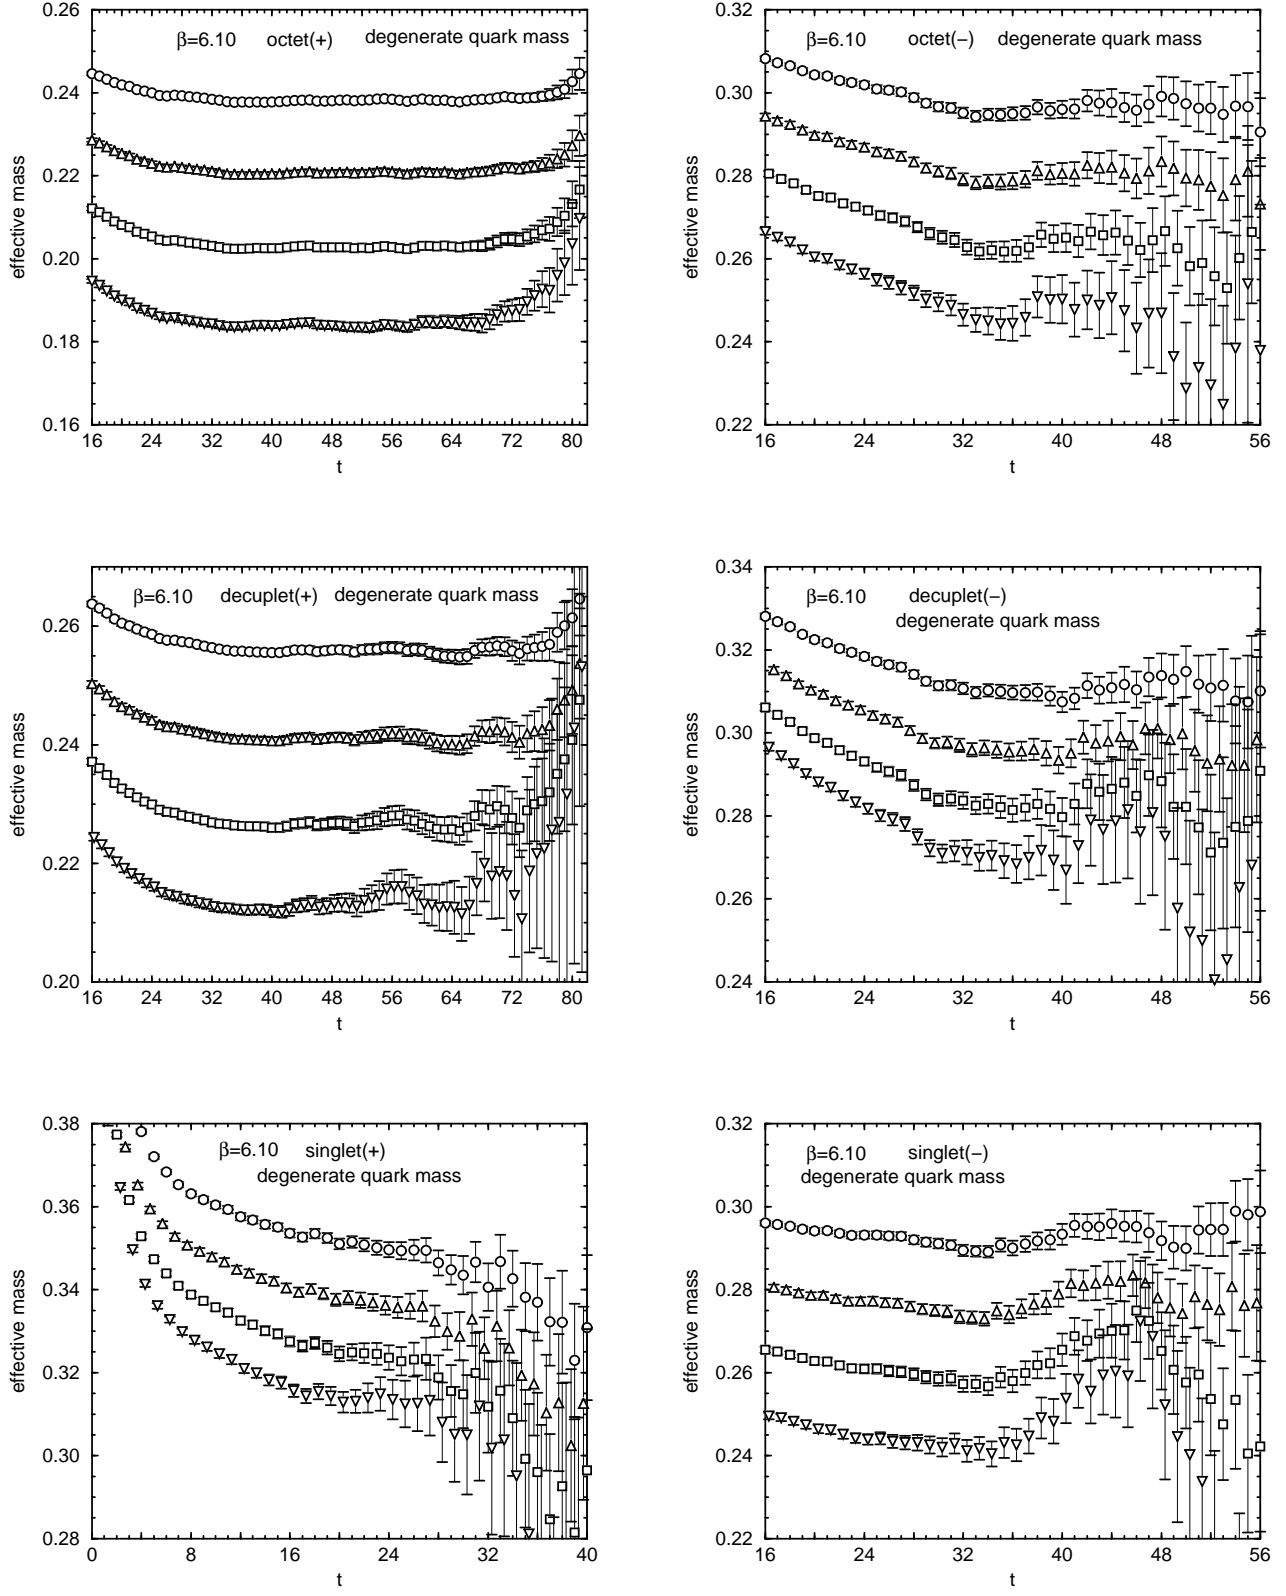 β=6.10 octet(+) degenerate quark mass
effective mass
0.26
0.24
0.22
0.20
0.18
0.16
16 24 32 40 48 56 64 72 80
t
β=6.10 octet(−) degenerate quark mass
effective mass
0.32
0.30
0.28
0.26
0.24
0.22
16 24 32 40 48 56
t
β=6.10 decuplet(+) degenerate quark mass
effective mass
0.26
0.24
0.22
0.20
16 24 32 40 48 56 64 72 80
t
β=6.10 decuplet(−)
degenerate quark mass
effective mass
0.34
0.32
0.30
0.28
0.26
0.24
16 24 32 40 48 56
t
β=6.10 singlet(+)
degenerate quark mass
effective mass
0.38
0.36
0.34
0.32
0.30
0.28
0 8 16 24 32 40
t
β=6.10 singlet(−)
degenerate quark mass
effective mass
0.32
0.30
0.28
0.26
0.24
0.22
16 24 32 40 48 56
t